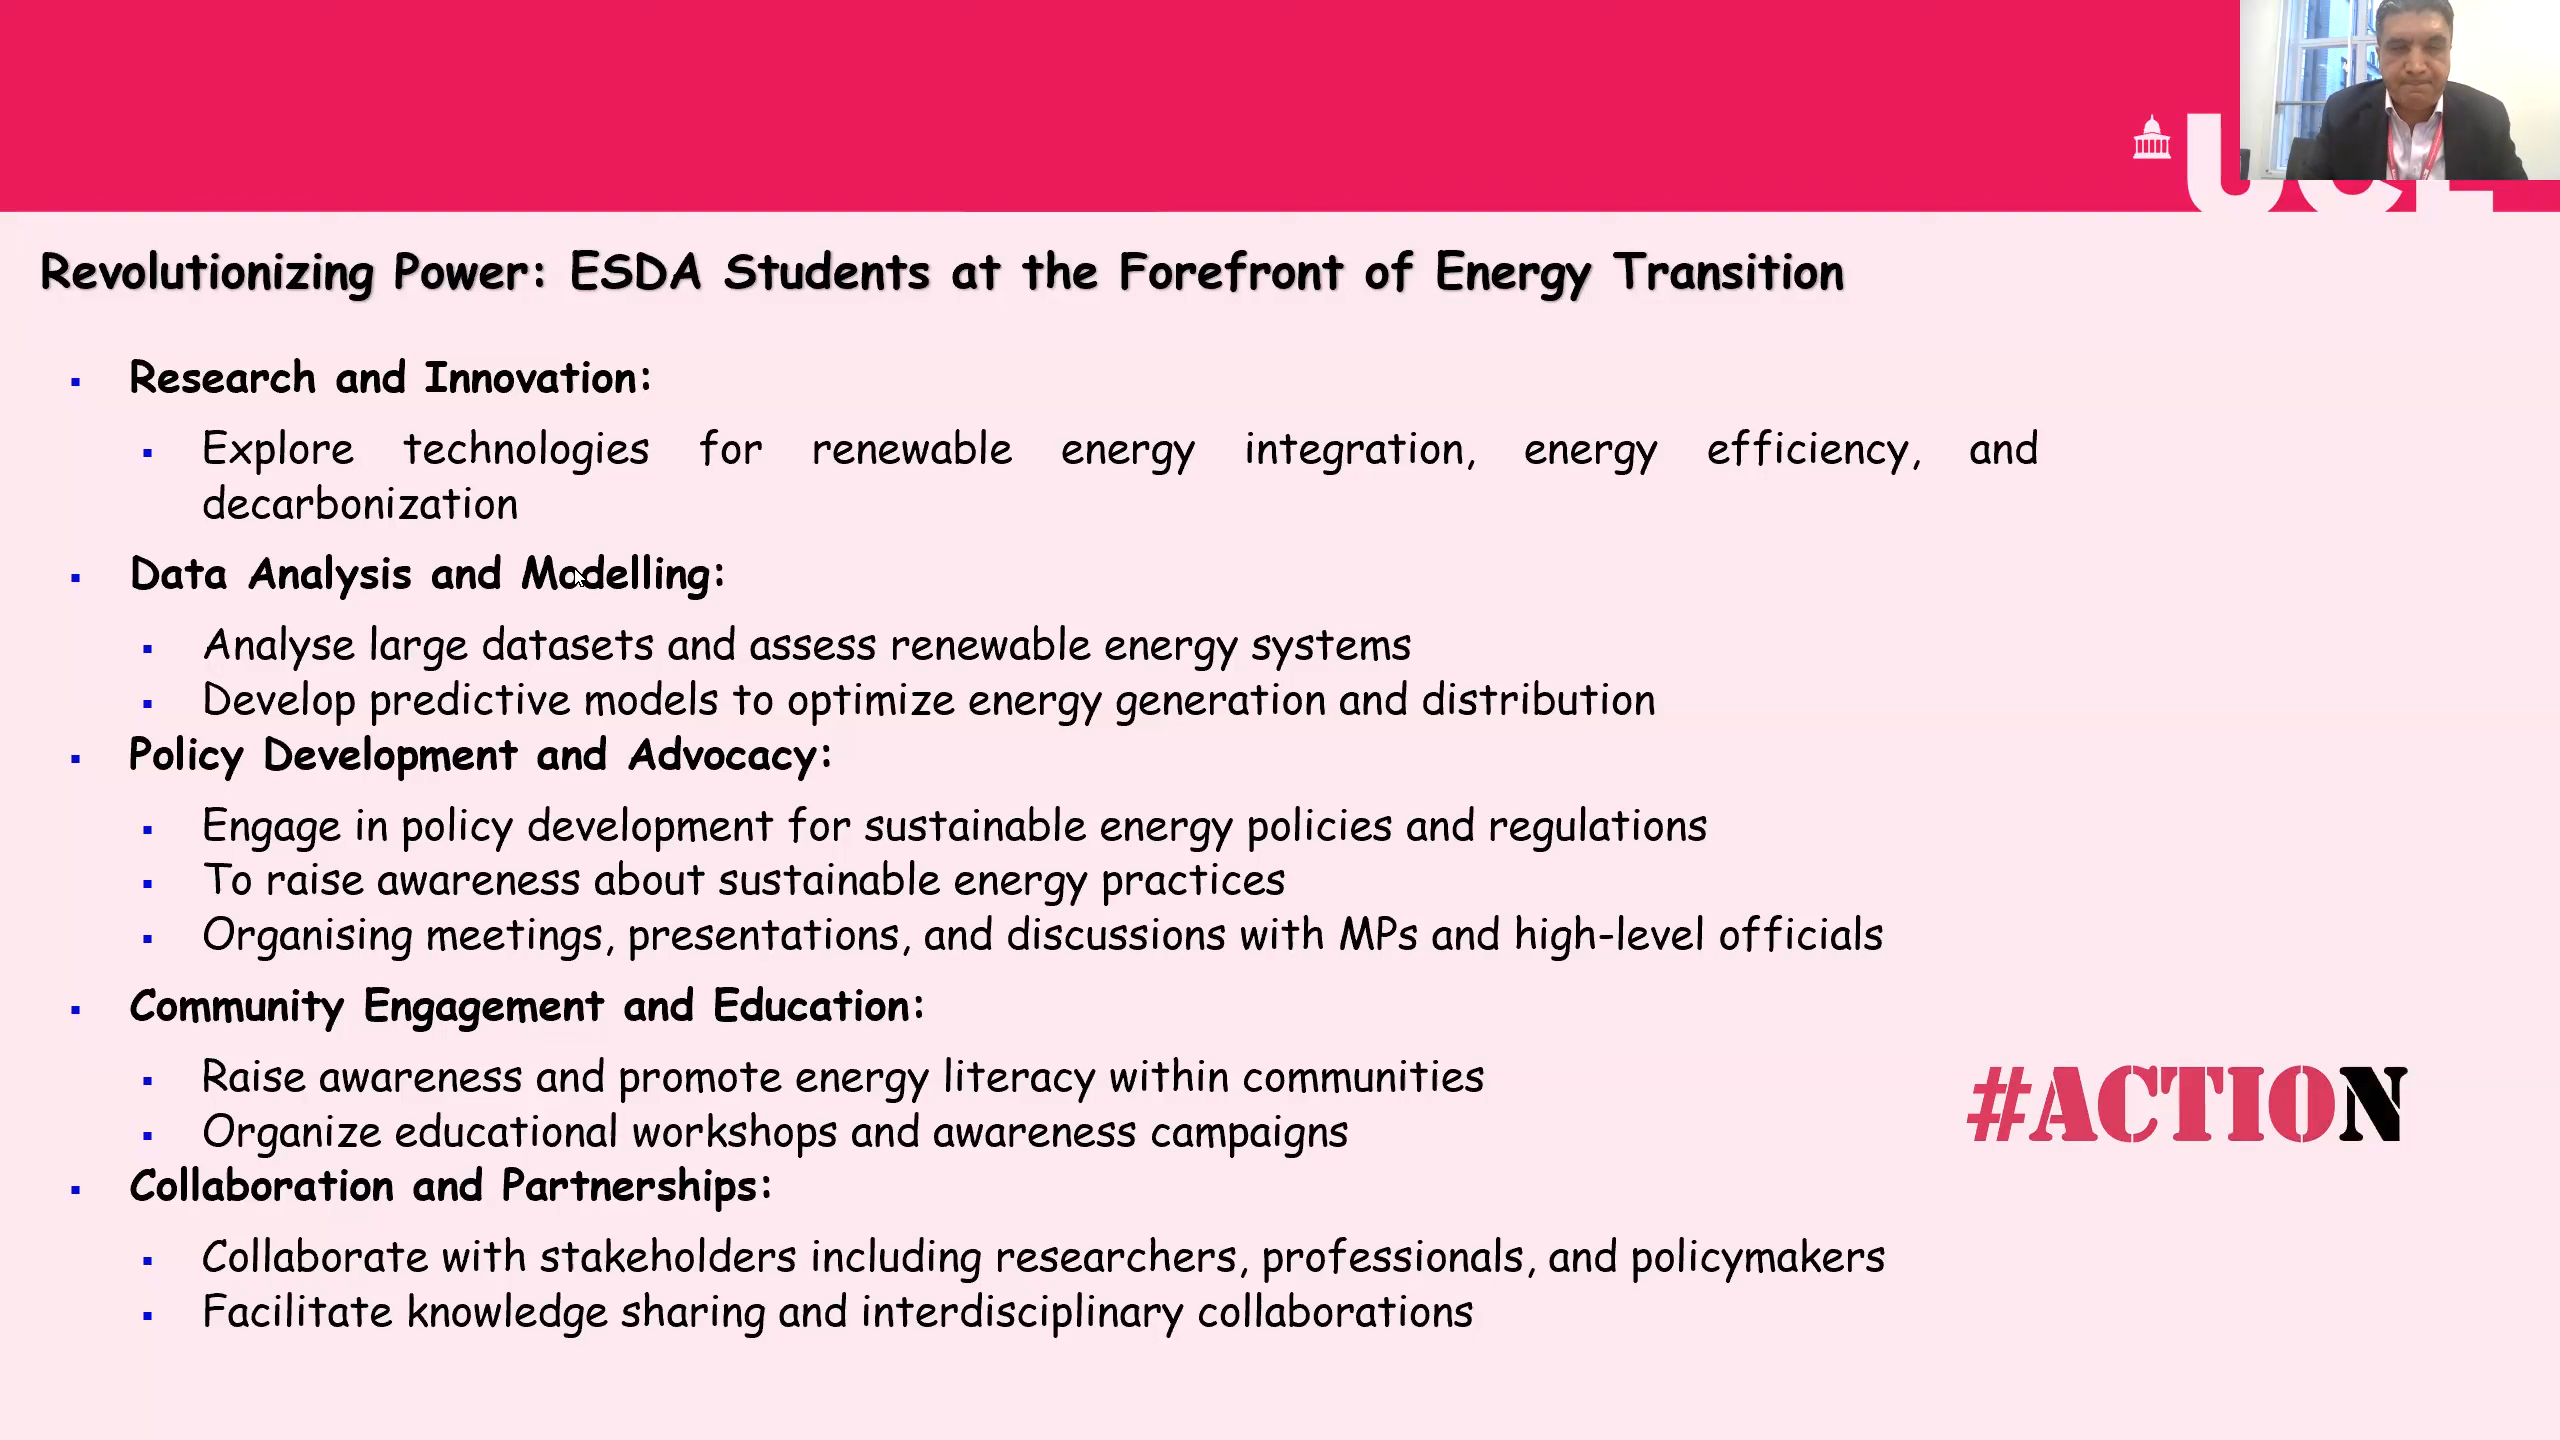 UCL
Revolutionizing Power: ESDA Students at the Forefront of Energy Transition
Research and Innovation:
Explore technologies for renewable energy integration, energy efficiency, and
decarbonization
Data Analysis and Modelling:
Analyse large datasets and assess renewable energy systems
Develop predictive models to optimize energy generation and distribution
Policy Development and Advocacy:
Engage in policy development for sustainable energy policies and regulations
To raise awareness about sustainable energy practices
Organising meetings, presentations, and discussions with MPs and high-level officials
Community Engagement and Education:
Raise awareness and promote energy literacy within communities
Organize educational workshops and awareness campaigns
#ACTION
Collaboration and Partnerships:
Collaborate with stakeholders including researchers, professionals, and policymakers
Facilitate knowledge sharing and interdisciplinary collaborations